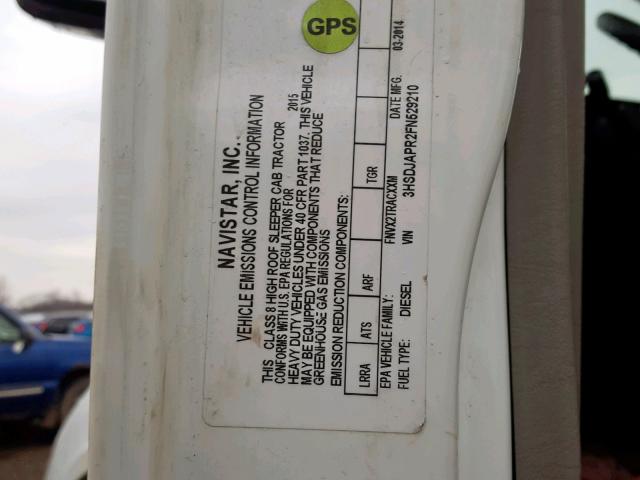 GPS
NAVISTAR, INC.
VEHICLE EMISSIONS CONTROL INFORMATION
THIS CLASS 8 HIGH ROOF SLEEPER CAB TRACTOR
CONFORMS WITH U.S. EPA REGULATIONS FOR 2015
HEAVY DUTY VEHICLES UNDER 40 CFR PART 1037. THIS VEHICLE
MAY BE EQUIPPED WITH COMPONENTS THAT REDUCE
GREENHOUSE GAS EMISSIONS
EMISSION REDUCTION COMPONENTS:
LRRA ATS ARF TGR
EPA VEHICLE FAMILY: FNVX2TRACXXM DATE MFG. 03-2014
FUEL TYPE: DIESEL VIN 3HSDJAPR2FN529210